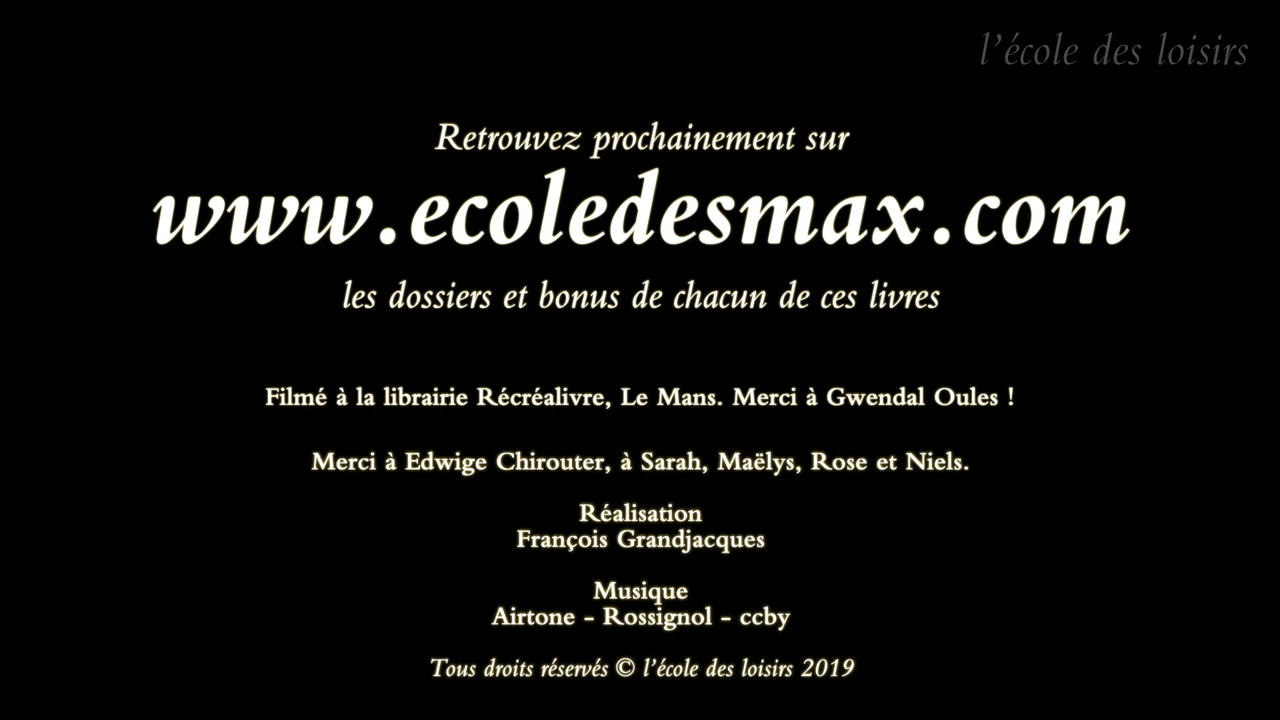 l'école des loisirs
Retrouvez prochainement sur
www.ecoledesmax.com
les dossiers et bonus de chacun de ces livres
Filmé à la librairie Récréalivre, Le Mans. Merci à Gwendal Oules !
Merci à Edwige Chirouter, à Sarah, Maëlys, Rose et Niels.
Réalisation
François Grandjacques
Musique
Airtone - Rossignol - ccby
Tous droits réservés © l'école des loisirs 2019